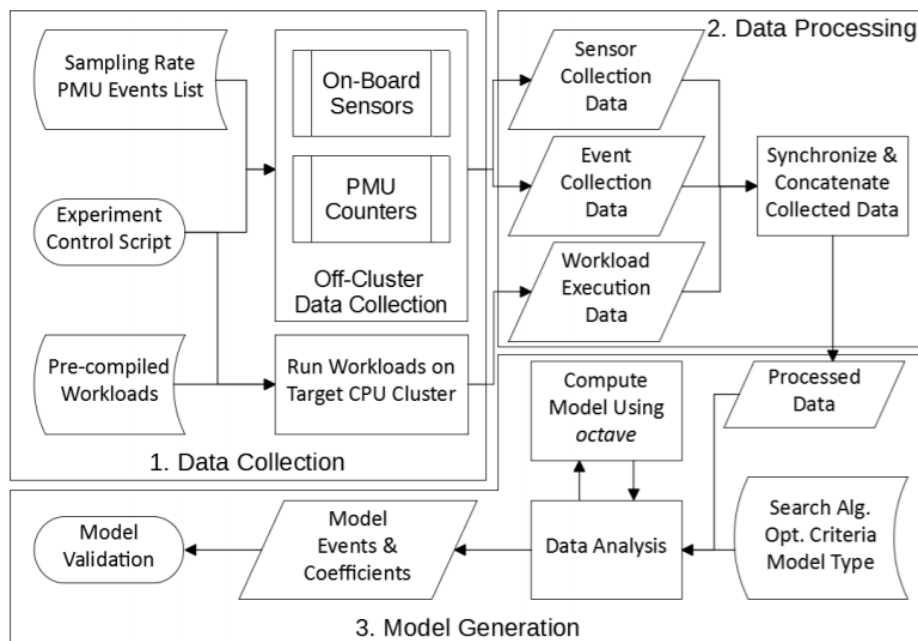 Sampling Rate
PMU Events List
On-Board
Sensors
PMU
Counters
Off-Cluster
Data Collection
Experiment
Control Script
Pre-compiled
Workloads
Run Workloads on
Target CPU Cluster
1. Data Collection
2. Data Processing
Sensor
Collection
Data
Event
Collection
Data
Workload
Execution
Data
Synchronize &
Concatenate
Collected Data
Processed
Data
Compute
Model Using
octave
Search Alg.
Opt. Criteria
Model Type
Data Analysis
Model
Events &
Coefficients
Model
Validation
3. Model Generation